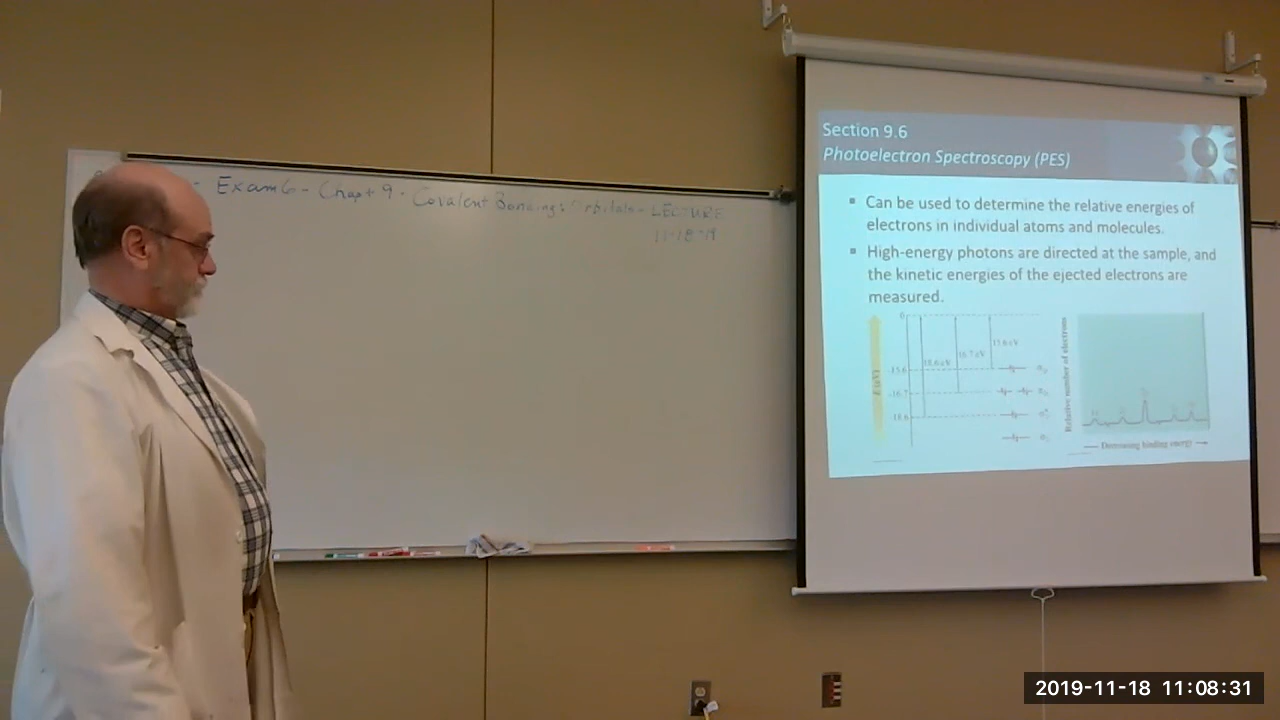 Exam 6 - Chapt 9 - Covalent Bonding: Orbitals - LECTURE
11-18-19
Section 9.6
Photoelectron Spectroscopy (PES)
▪ Can be used to determine the relative energies of
electrons in individual atoms and molecules.
▪ High-energy photons are directed at the sample, and
the kinetic energies of the ejected electrons are
measured.
0
E (eV)
15.6 eV
16.7 eV
18.6 eV
-15.6
-16.7
-18.6
Relative number of electrons
Decreasing binding energy
2019-11-18 11:08:31